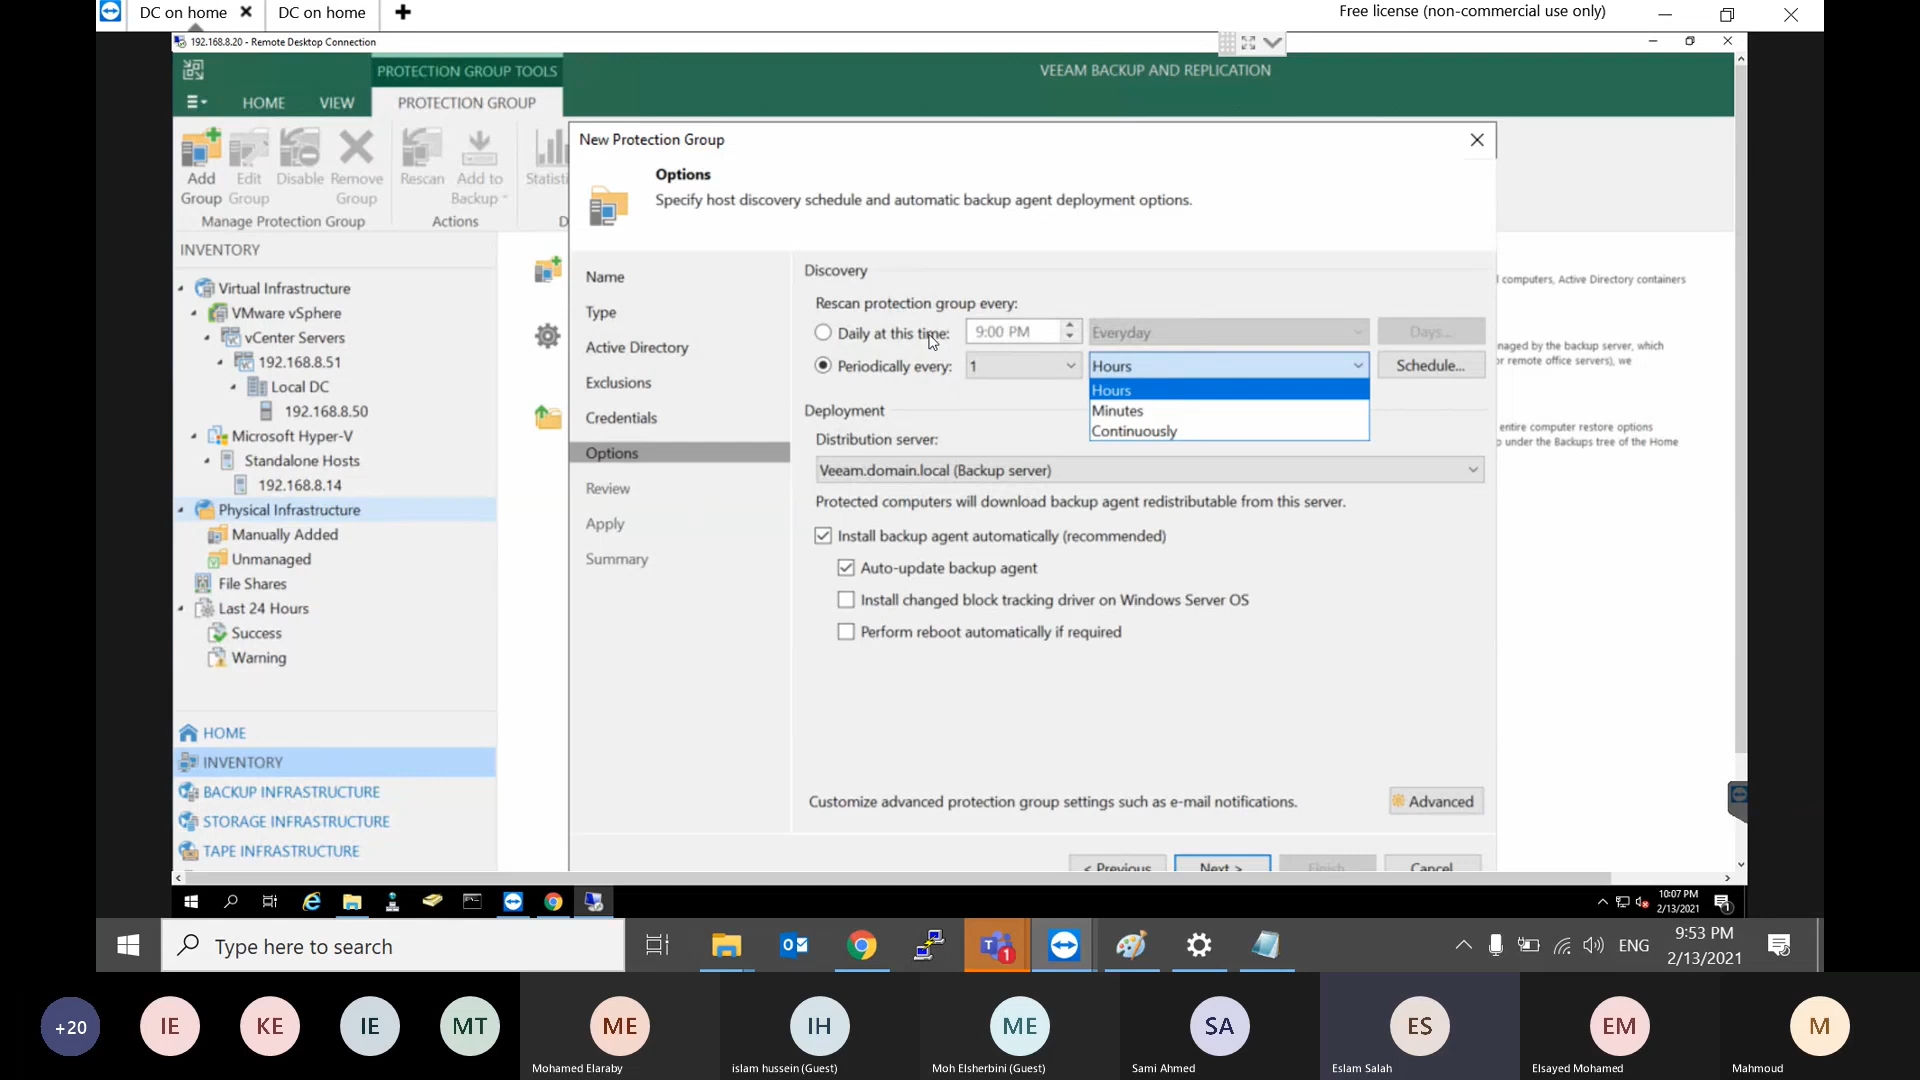 DC on home
DC on home
Free license (non-commercial use only)
192.168.8.20 - Remote Desktop Connection
PROTECTION GROUP TOOLS
VEEAM BACKUP AND REPLICATION
HOME
VIEW
PROTECTION GROUP
Add
Group
Edit
Group
Disable
Remove
Group
Rescan
Add to
Backup
Statisti
Manage Protection Group
Actions
D
INVENTORY
Virtual Infrastructure
VMware vSphere
vCenter Servers
192.168.8.51
Local DC
192.168.8.50
Microsoft Hyper-V
Standalone Hosts
192.168.8.14
Physical Infrastructure
Manually Added
Unmanaged
File Shares
Last 24 Hours
Success
Warning
HOME
INVENTORY
BACKUP INFRASTRUCTURE
STORAGE INFRASTRUCTURE
TAPE INFRASTRUCTURE
New Protection Group
Options
Specify host discovery schedule and automatic backup agent deployment options.
Name
Type
Active Directory
Exclusions
Credentials
Options
Review
Apply
Summary
Discovery
Rescan protection group every:
Daily at this time:
9:00 PM
Everyday
Days...
Periodically every:
1
Hours
Schedule...
Hours
Minutes
Continuously
Deployment
Distribution server:
Veeam.domain.local (Backup server)
Protected computers will download backup agent redistributable from this server.
Install backup agent automatically (recommended)
Auto-update backup agent
Install changed block tracking driver on Windows Server OS
Perform reboot automatically if required
Customize advanced protection group settings such as e-mail notifications.
Advanced
< Previous
Next >
Finish
Cancel
l computers, Active Directory containers
naged by the backup server, which
or remote office servers), we
entire computer restore options
p under the Backups tree of the Home
10:07 PM
2/13/2021
1
Type here to search
1
ENG
9:53 PM
2/13/2021
+20
IE
KE
IE
MT
ME
Mohamed Elaraby
IH
islam hussein (Guest)
ME
Moh Elsherbini (Guest)
SA
Sami Ahmed
ES
Eslam Salah
EM
Elsayed Mohamed
M
Mahmoud